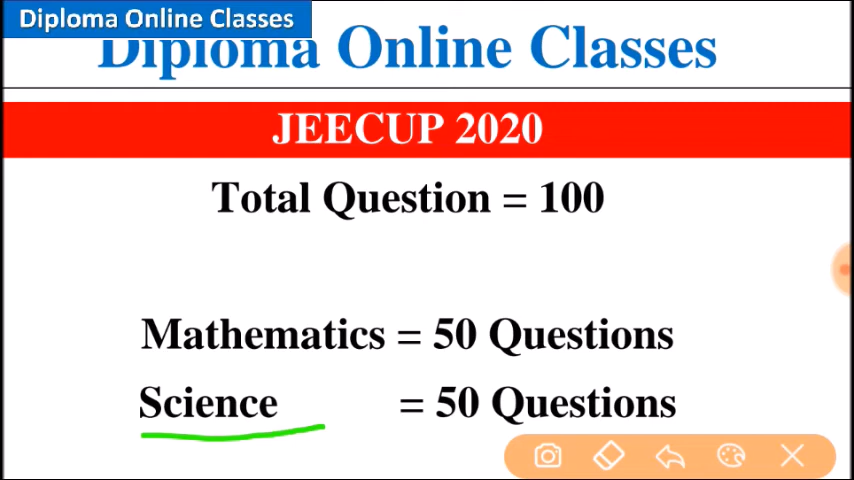 Diploma Online Classes
Diploma Online Classes
JEECUP 2020
Total Question = 100
Mathematics = 50 Questions
Science = 50 Questions